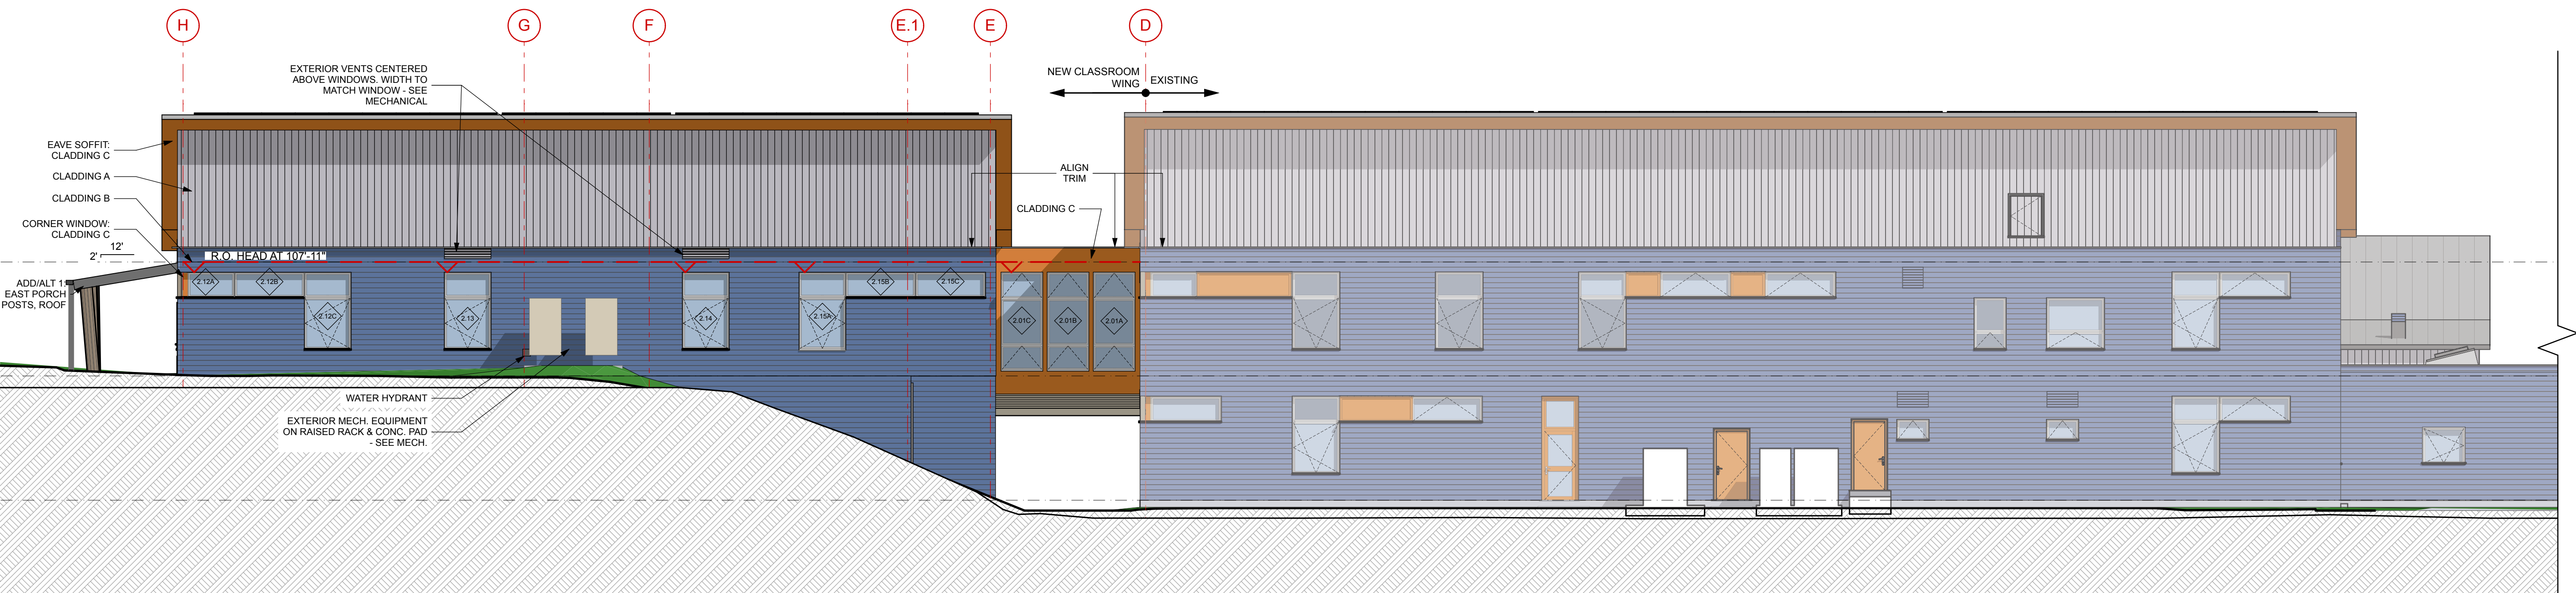 H
G
F
E.1
E
D
EXTERIOR VENTS CENTERED
ABOVE WINDOWS. WIDTH TO
MATCH WINDOW - SEE
MECHANICAL
NEW CLASSROOM
WING
EXISTING
EAVE SOFFIT:
CLADDING C
CLADDING A
CLADDING B
CORNER WINDOW:
CLADDING C
ALIGN
TRIM
CLADDING C
12'
2'
R.O. HEAD AT 107'-11"
ADD/ALT 1:
EAST PORCH
POSTS, ROOF
2.12A
2.12B
2.12C
2.13
2.14
2.15A
2.15B
2.15C
2.01C
2.01B
2.01A
WATER HYDRANT
EXTERIOR MECH. EQUIPMENT
ON RAISED RACK & CONC. PAD
- SEE MECH.